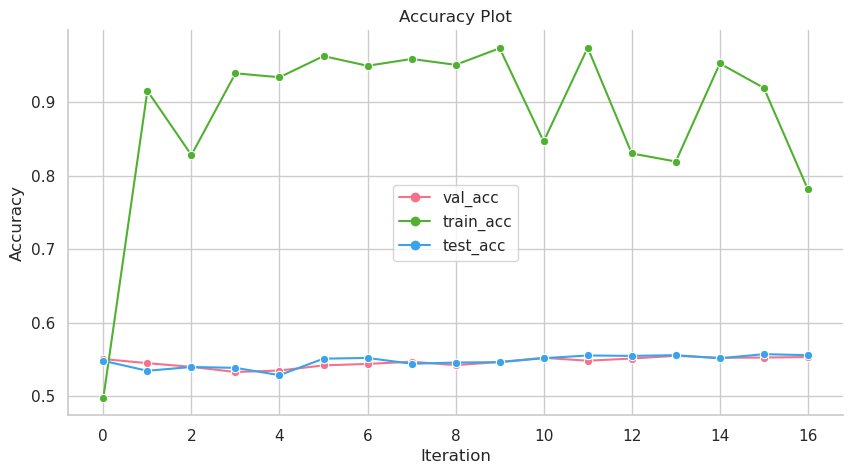 Accuracy Plot
Accuracy
0.9
0.8
0.7
0.6
0.5
val_acc
train_acc
test_acc
0 2 4 6 8 10 12 14 16
Iteration